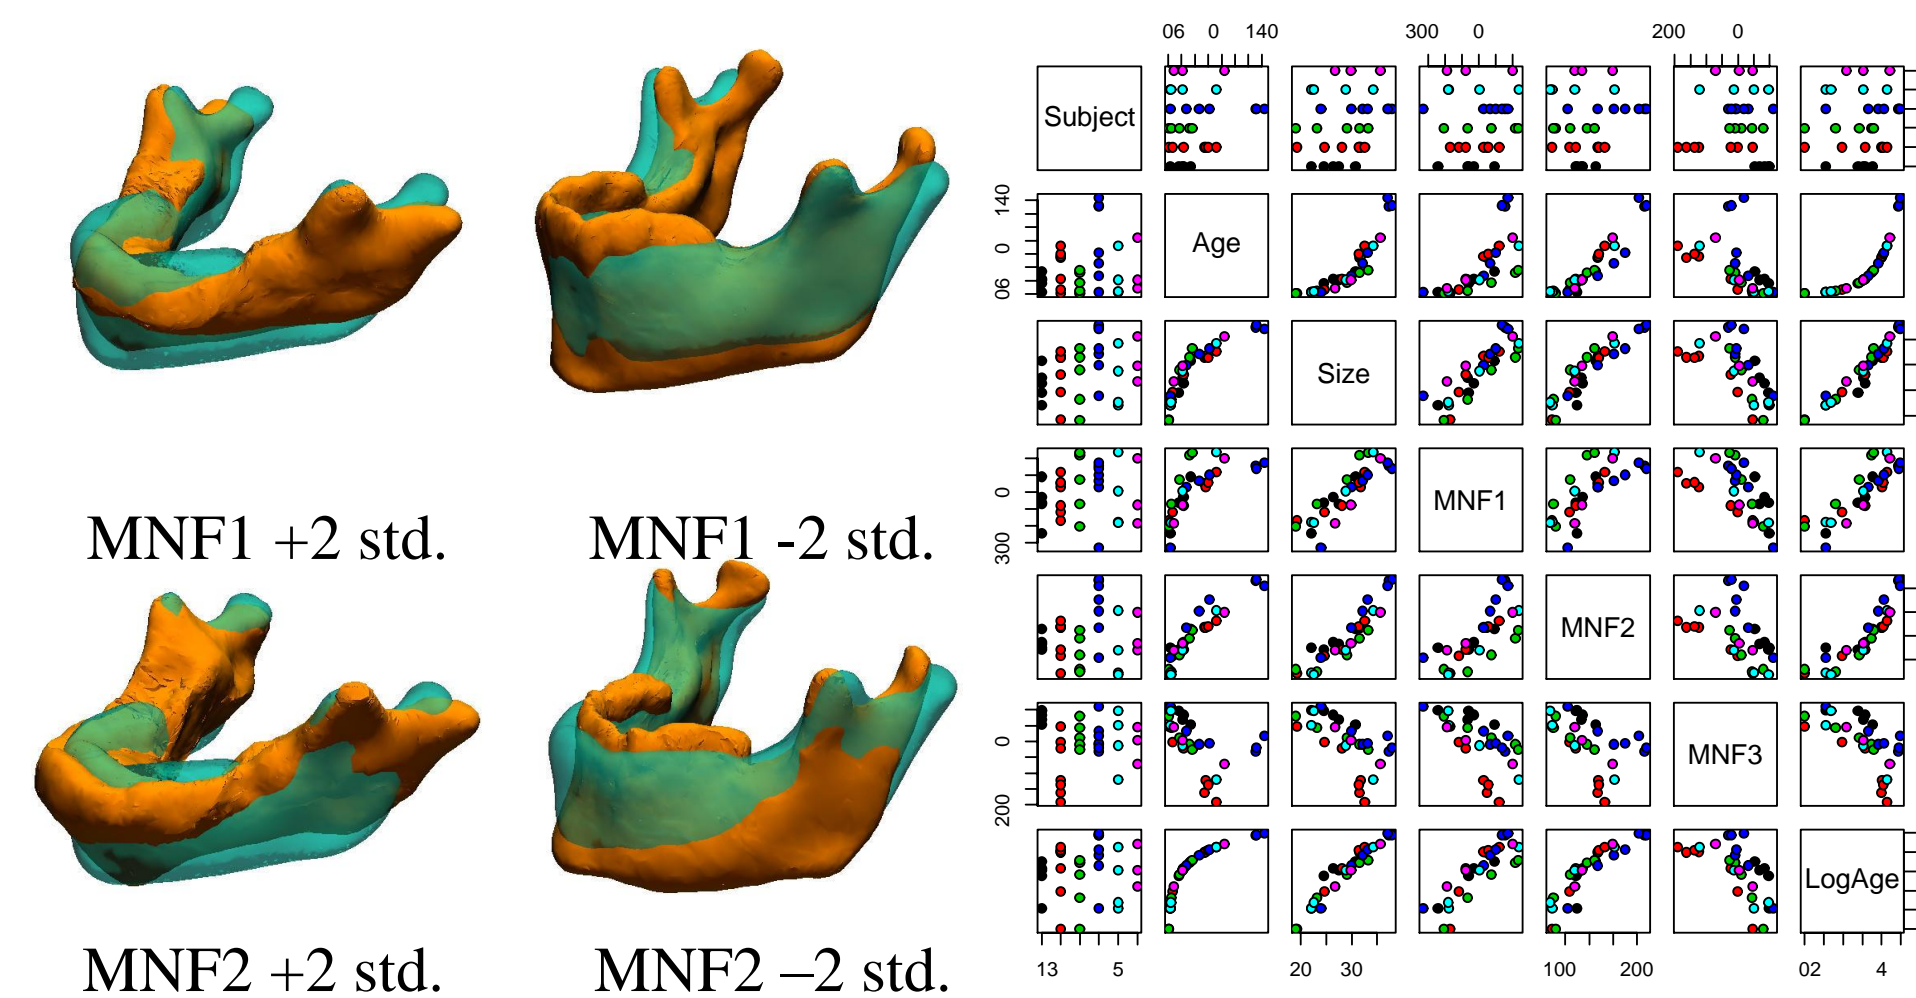 MNF1 +2 std.
MNF1 -2 std.
MNF2 +2 std.
MNF2 –2 std.
06 0 140
300 0
200 0
Subject
140
0
06
Age
Size
0
300
MNF1
MNF2
0
200
MNF3
LogAge
13 5
20 30
100 200
02 4